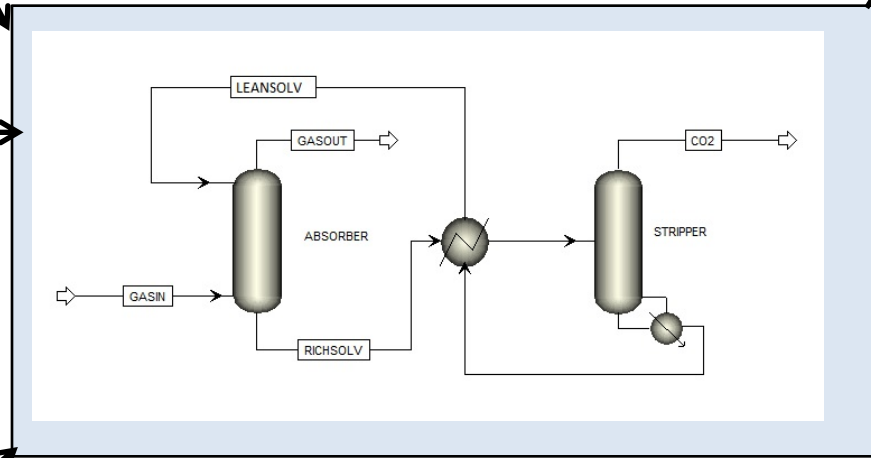 LEANSOLV
GASOUT
CO2
ABSORBER
STRIPPER
GASIN
RICHSOLV